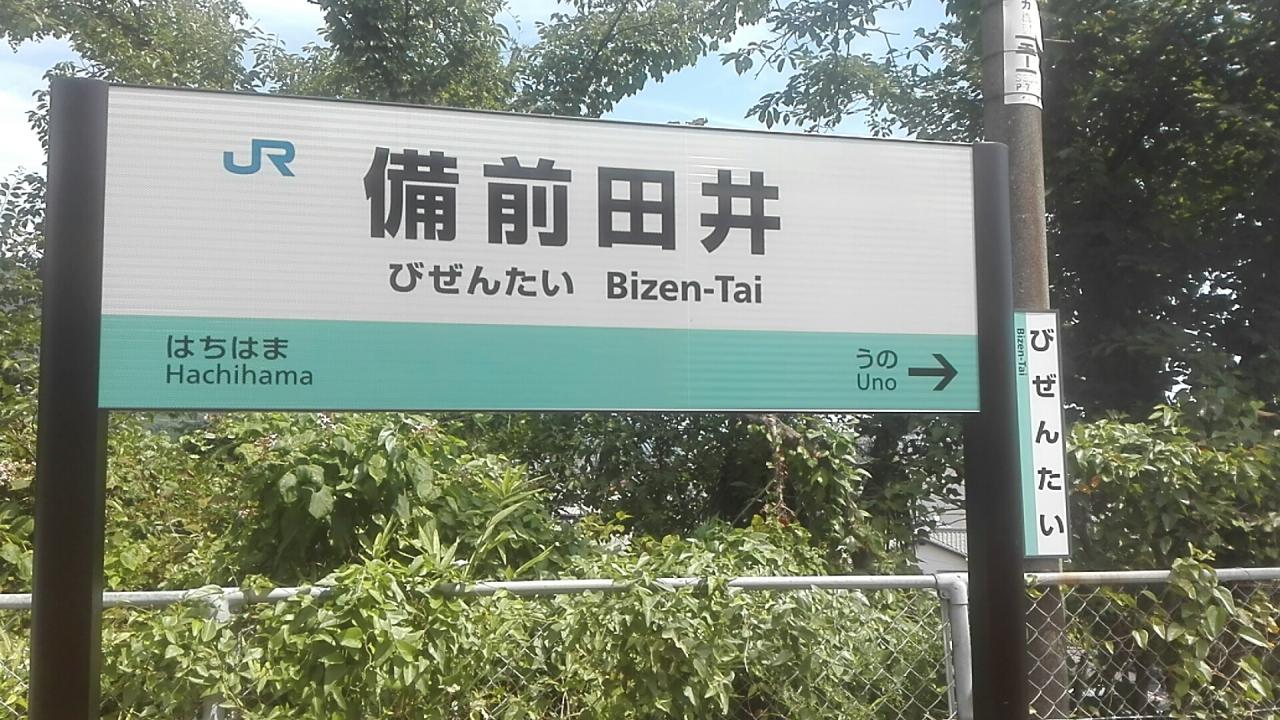 JR
備前田井
びぜんたい Bizen-Tai
はちはま
Hachihama
うの
Uno
びぜんたい
Bizen-Tai